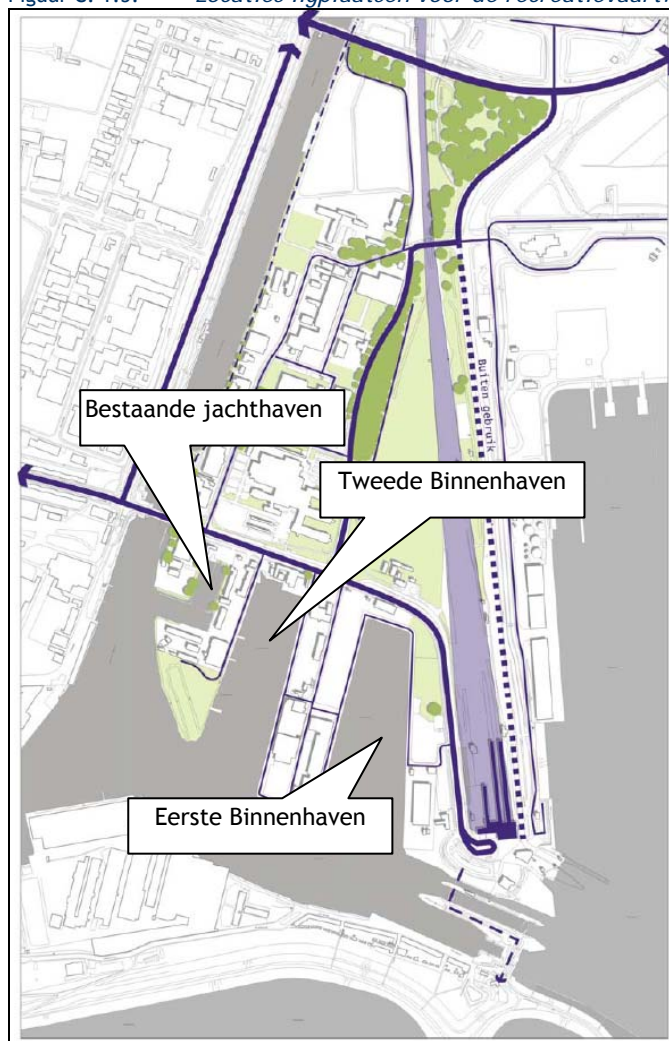 Bestaande jachthaven
Tweede Binnenhaven
Buiten gebruik
Eerste Binnenhaven